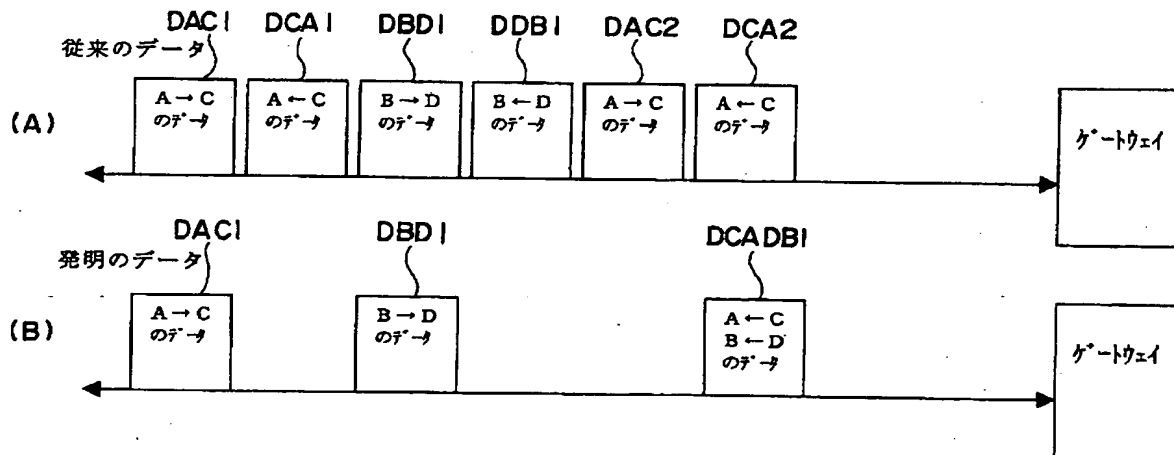 DAC1 DCA1 DBD1 DDB1 DAC2 DCA2
従来のデータ
(A)
A→C
のデータ
A←C
のデータ
B→D
のデータ
B←D
のデータ
A→C
のデータ
A←C
のデータ
ゲートウェイ
DAC1 DBD1 DCADB1
発明のデータ
(B)
A→C
のデータ
B→D
のデータ
A←C
B←D
のデータ
ゲートウェイ